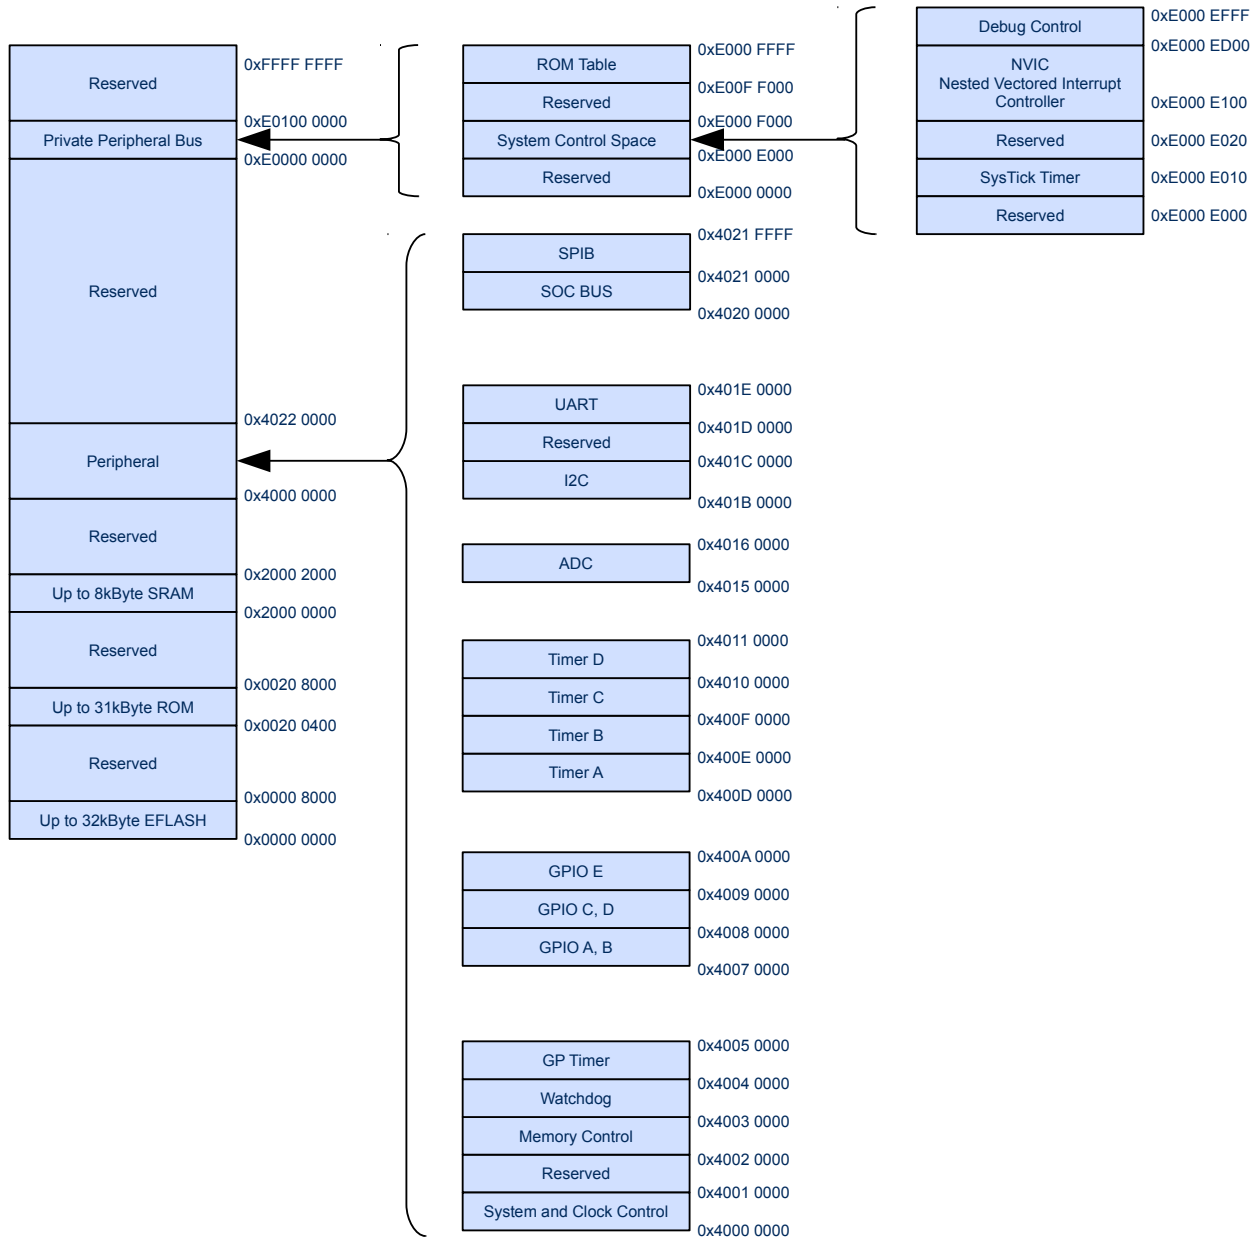 Reserved
0xFFFF FFFF
0xE0100 0000
Private Peripheral Bus
0xE0000 0000
Reserved
0x4022 0000
Peripheral
0x4000 0000
Reserved
0x2000 2000
Up to 8kByte SRAM
0x2000 0000
Reserved
0x0020 8000
Up to 31kByte ROM
0x0020 0400
Reserved
0x0000 8000
Up to 32kByte EFLASH
0x0000 0000
0xE000 FFFF
ROM Table
0xE00F F000
Reserved
0xE000 F000
System Control Space
0xE000 E000
Reserved
0xE000 0000
0x4021 FFFF
SPIB
0x4021 0000
SOC BUS
0x4020 0000
0x401E 0000
UART
0x401D 0000
Reserved
0x401C 0000
I2C
0x401B 0000
0x4016 0000
ADC
0x4015 0000
0x4011 0000
Timer D
0x4010 0000
Timer C
0x400F 0000
Timer B
0x400E 0000
Timer A
0x400D 0000
0x400A 0000
GPIO E
0x4009 0000
GPIO C, D
0x4008 0000
GPIO A, B
0x4007 0000
0x4005 0000
GP Timer
0x4004 0000
Watchdog
0x4003 0000
Memory Control
0x4002 0000
Reserved
0x4001 0000
System and Clock Control
0x4000 0000
0xE000 EFFF
Debug Control
0xE000 ED00
NVIC
Nested Vectored Interrupt
Controller
0xE000 E100
Reserved
0xE000 E020
SysTick Timer
0xE000 E010
Reserved
0xE000 E000